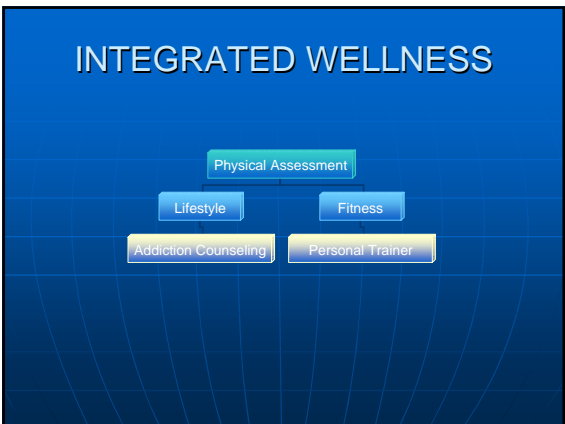 INTEGRATED WELLNESS
Physical Assessment
Lifestyle
Fitness
Addiction Counseling
Personal Trainer